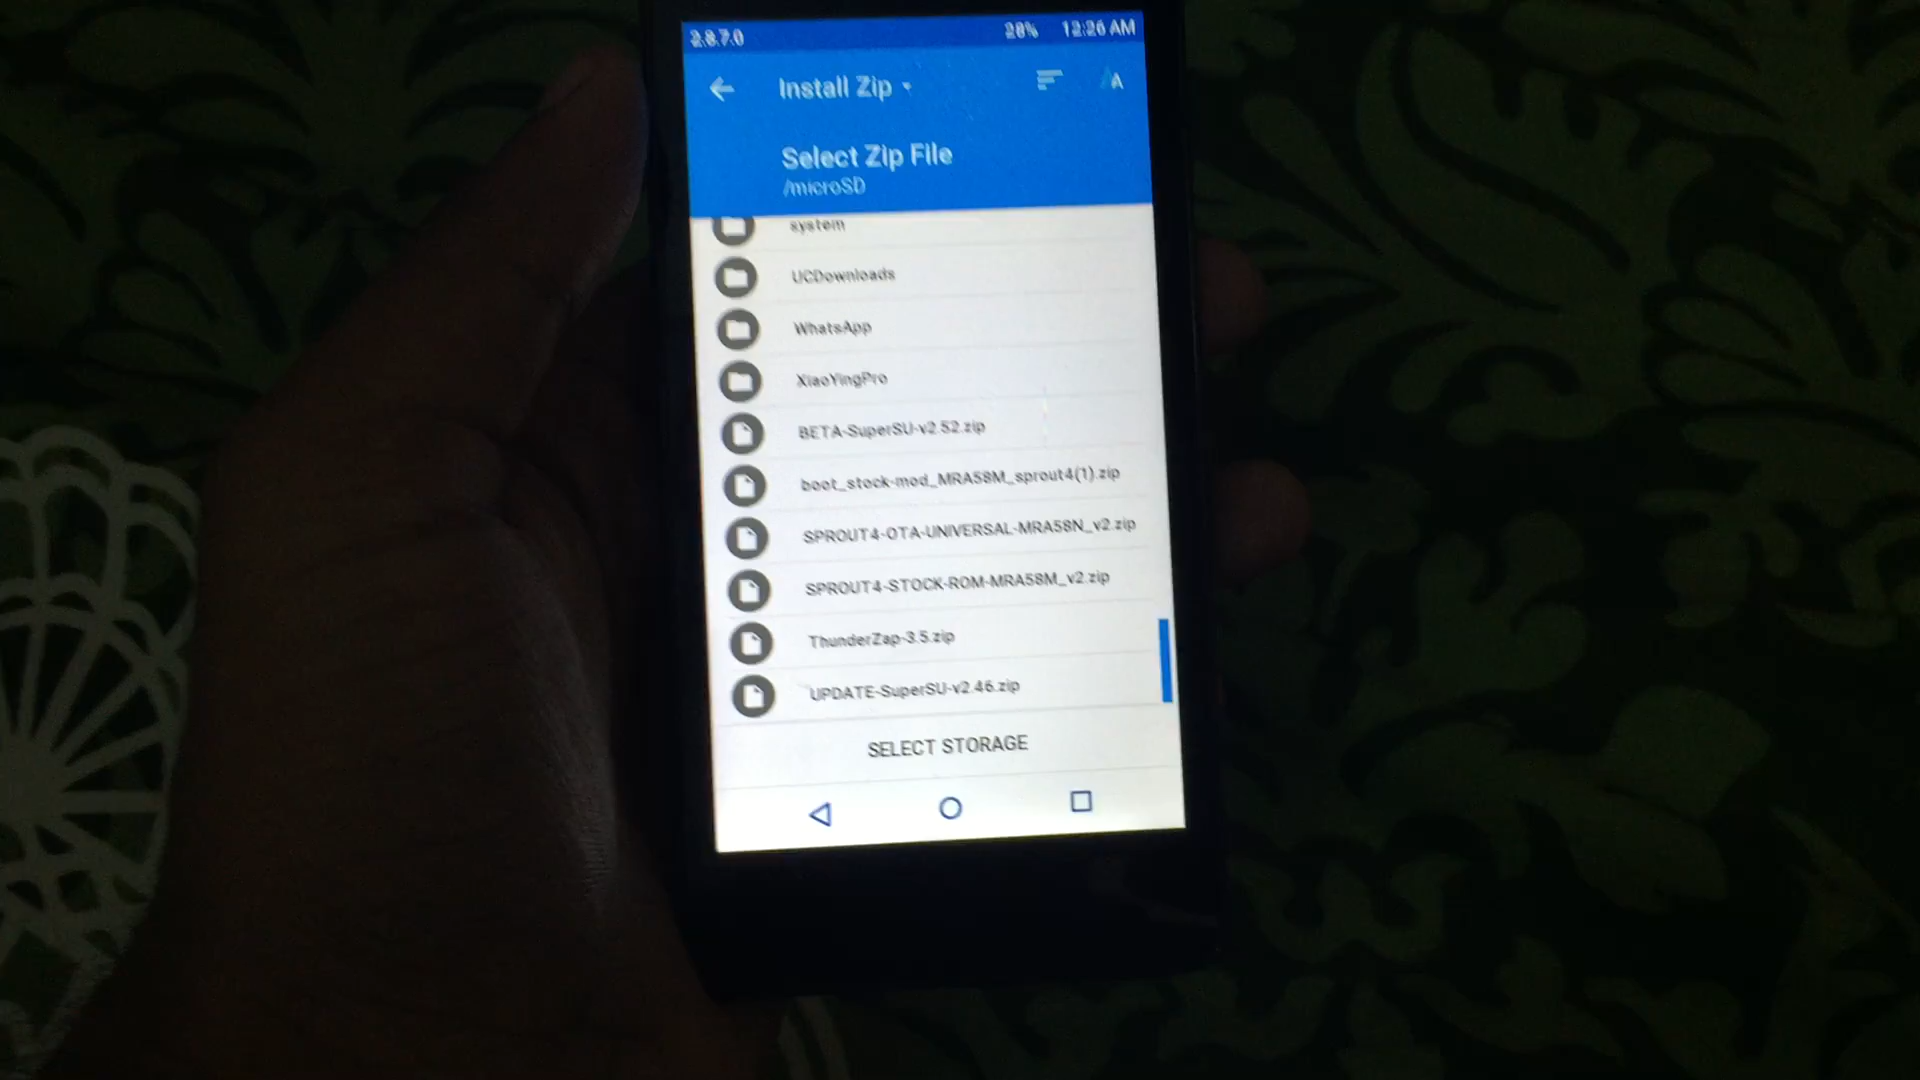 2.8.7.0 28% 12:26 AM
Install Zip
A
Select Zip File
/microSD
system
UCDownloads
WhatsApp
XiaoYingPro
BETA-SuperSU-v2.52.zip
boot_stock-mod_MRA58M_sprout4(1).zip
SPROUT4-OTA-UNIVERSAL-MRA58N_v2.zip
SPROUT4-STOCK-ROM-MRA58M_v2.zip
ThunderZap-3.5.zip
UPDATE-SuperSU-v2.46.zip
SELECT STORAGE